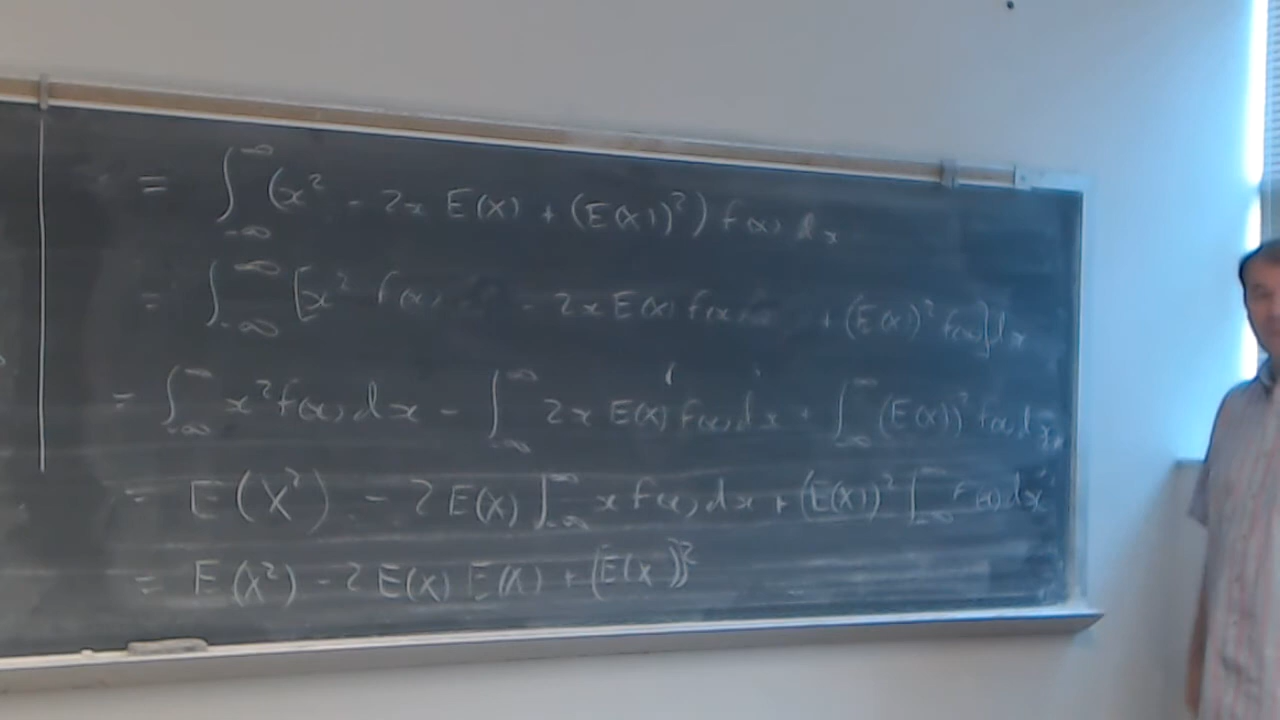 = ∫_{-∞}^{∞} (x² - 2x E(X) + (E(X))²) f(x) dx
= ∫_{-∞}^{∞} [x² f(x) - 2x E(X) f(x) + (E(X))² f(x)] dx
= ∫_{-∞}^{∞} x² f(x) dx - ∫_{-∞}^{∞} 2x E(X) f(x) dx + ∫_{-∞}^{∞} (E(X))² f(x) dx
= E(X²) - 2 E(X) ∫_{-∞}^{∞} x f(x) dx + (E(X))² ∫_{-∞}^{∞} f(x) dx
= E(X²) - 2 E(X) E(X) + (E(X))²